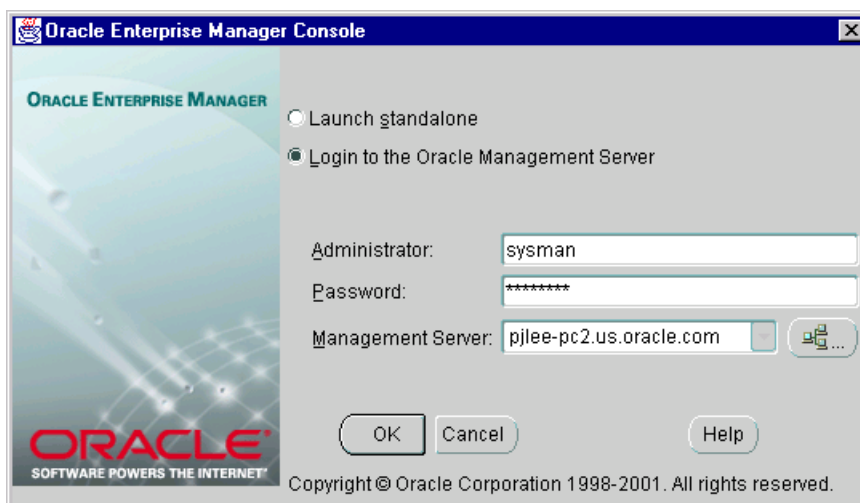 Oracle Enterprise Manager Console
ORACLE ENTERPRISE MANAGER
Launch standalone
Login to the Oracle Management Server
Administrator: sysman
Password: ********
Management Server: pjlee-pc2.us.oracle.com ...
OK Cancel Help
ORACLE®
SOFTWARE POWERS THE INTERNET™
Copyright © Oracle Corporation 1998-2001. All rights reserved.